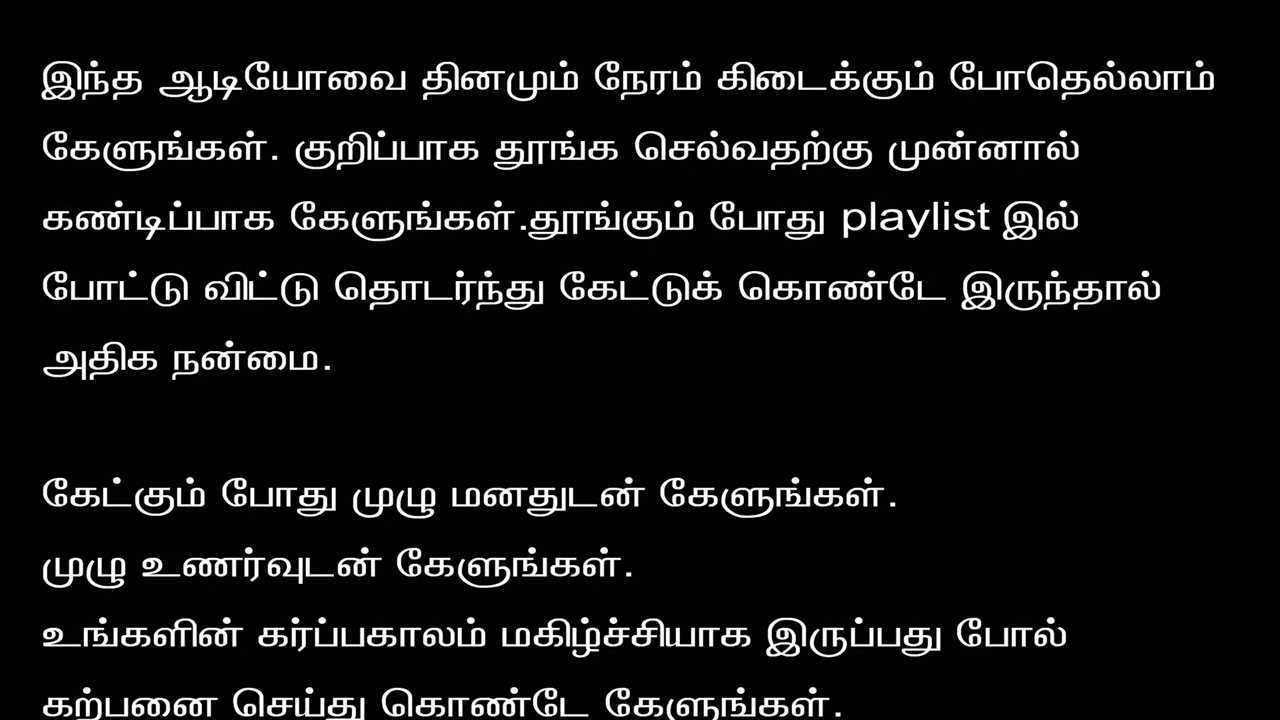 இந்த ஆடியோவை தினமும் நேரம் கிடைக்கும் போதெல்லாம்
கேளுங்கள். குறிப்பாக தூங்க செல்வதற்கு முன்னால்
கண்டிப்பாக கேளுங்கள்.தூங்கும் போது playlist இல்
போட்டு விட்டு தொடர்ந்து கேட்டுக் கொண்டே இருந்தால்
அதிக நன்மை.
கேட்கும் போது முழு மனதுடன் கேளுங்கள்.
முழு உணர்வுடன் கேளுங்கள்.
உங்களின் கர்ப்பகாலம் மகிழ்ச்சியாக இருப்பது போல்
கற்பனை செய்து கொண்டே கேளுங்கள்.